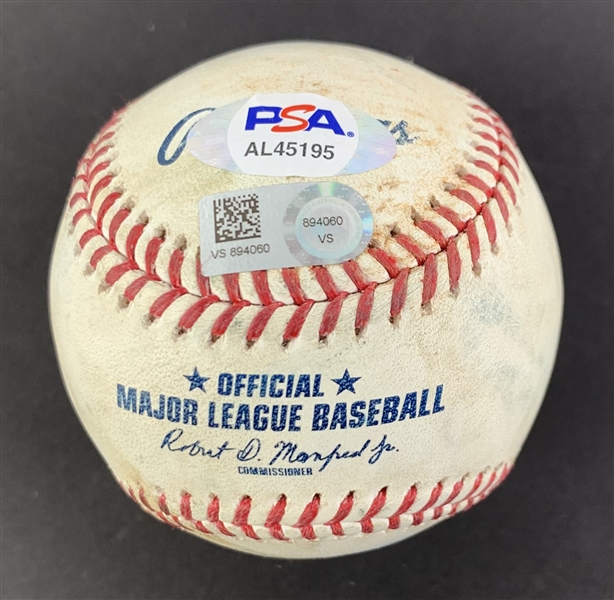 PSA
AL45195
VS 894060
894060
VS
★ OFFICIAL ★
MAJOR LEAGUE BASEBALL
Robert D. Manfred Jr.
COMMISSIONER